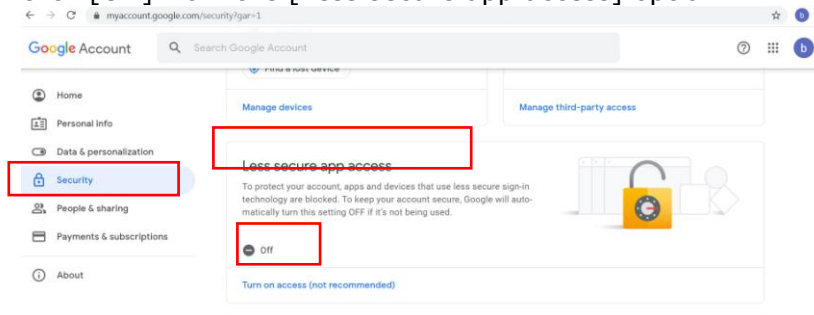 myaccount.google.com/security?gar=1
b
Google Account
Search Google Account
b
Find a lost device
Home
Manage devices
Manage third-party access
Personal info
Data & personalization
Less secure app access
Security
To protect your account, apps and devices that use less secure sign-in
technology are blocked. To keep your account secure, Google will auto-
matically turn this setting OFF if it's not being used.
People & sharing
Payments & subscriptions
Off
About
Turn on access (not recommended)